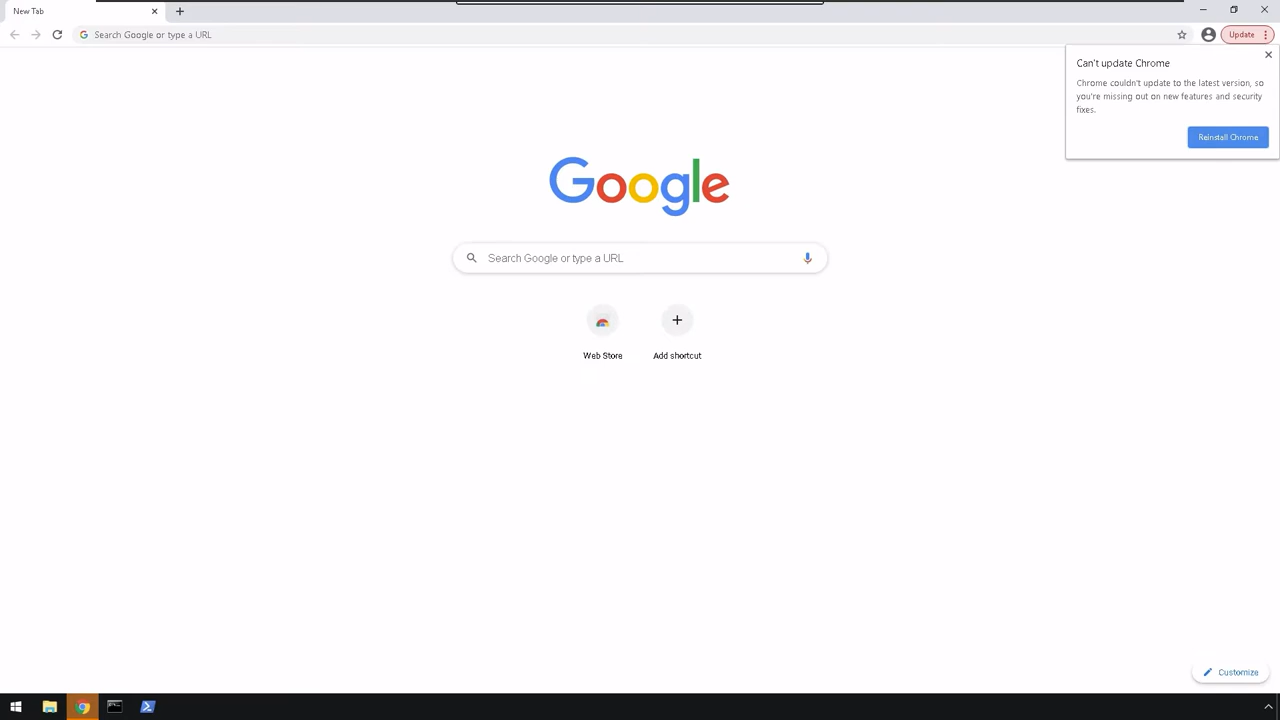 New Tab
Search Google or type a URL
Update
Can't update Chrome
Chrome couldn't update to the latest version, so
you're missing out on new features and security
fixes.
Reinstall Chrome
Google
Search Google or type a URL
Web Store
Add shortcut
Customize